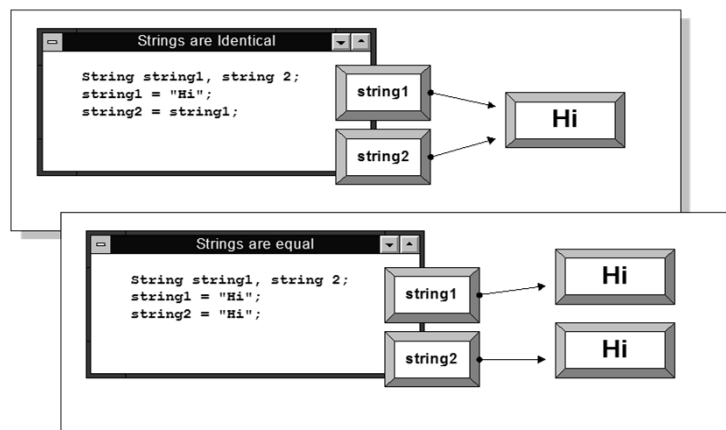 Strings are Identical
String string1, string 2;
string1 = "Hi";
string2 = string1;
string1
string2
Hi
Strings are equal
String string1, string 2;
string1 = "Hi";
string2 = "Hi";
string1
string2
Hi
Hi